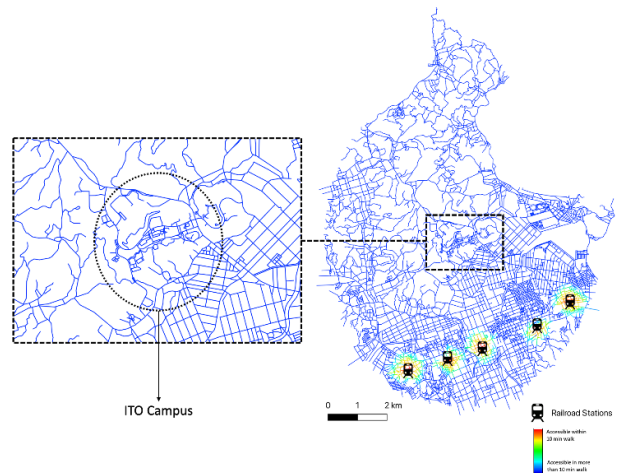 ITO Campus
0 1 2 km
Railroad Stations
Accessible within
10 min walk
Accessible in more
than 10 min walk